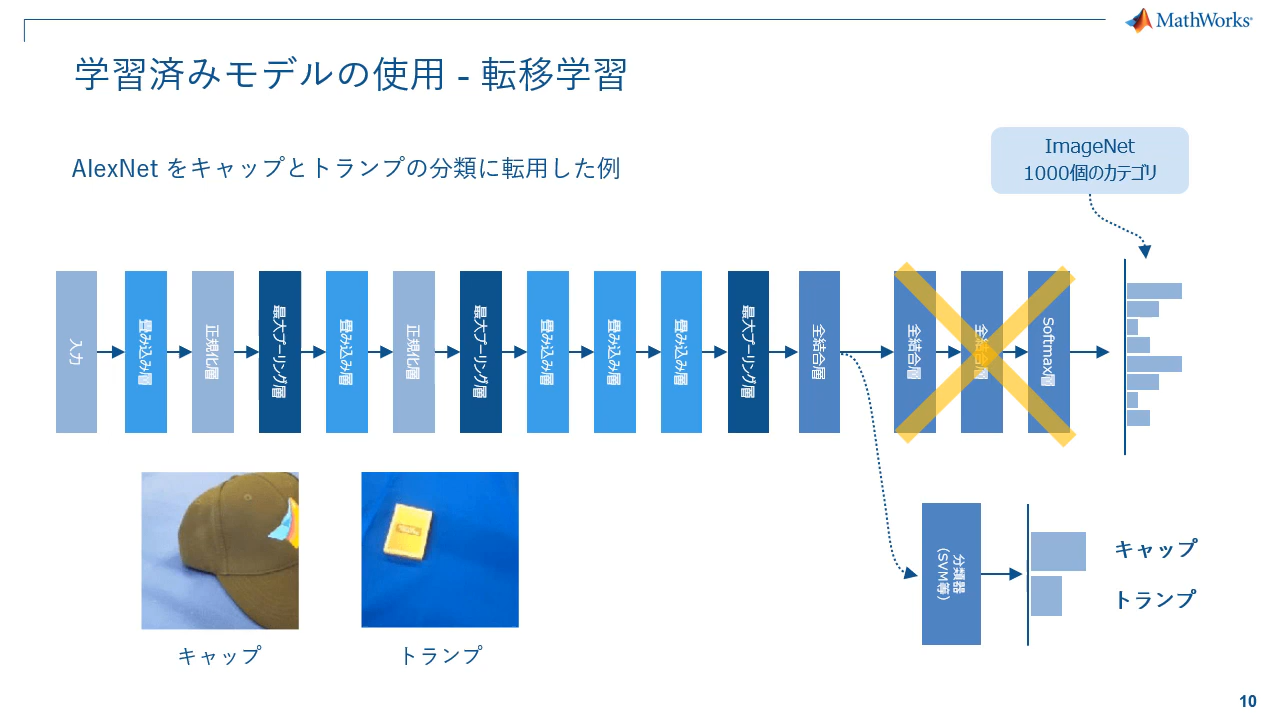 MathWorks
学習済みモデルの使用 - 転移学習
AlexNet をキャップとトランプの分類に転用した例
ImageNet
1000個のカテゴリ
入力
畳み込み層
正規化層
最大プーリング層
畳み込み層
正規化層
最大プーリング層
畳み込み層
畳み込み層
畳み込み層
最大プーリング層
全結合層
全結合層
全結合層
Softmax層
分類器
(SVM等)
キャップ
トランプ
キャップ
トランプ
10